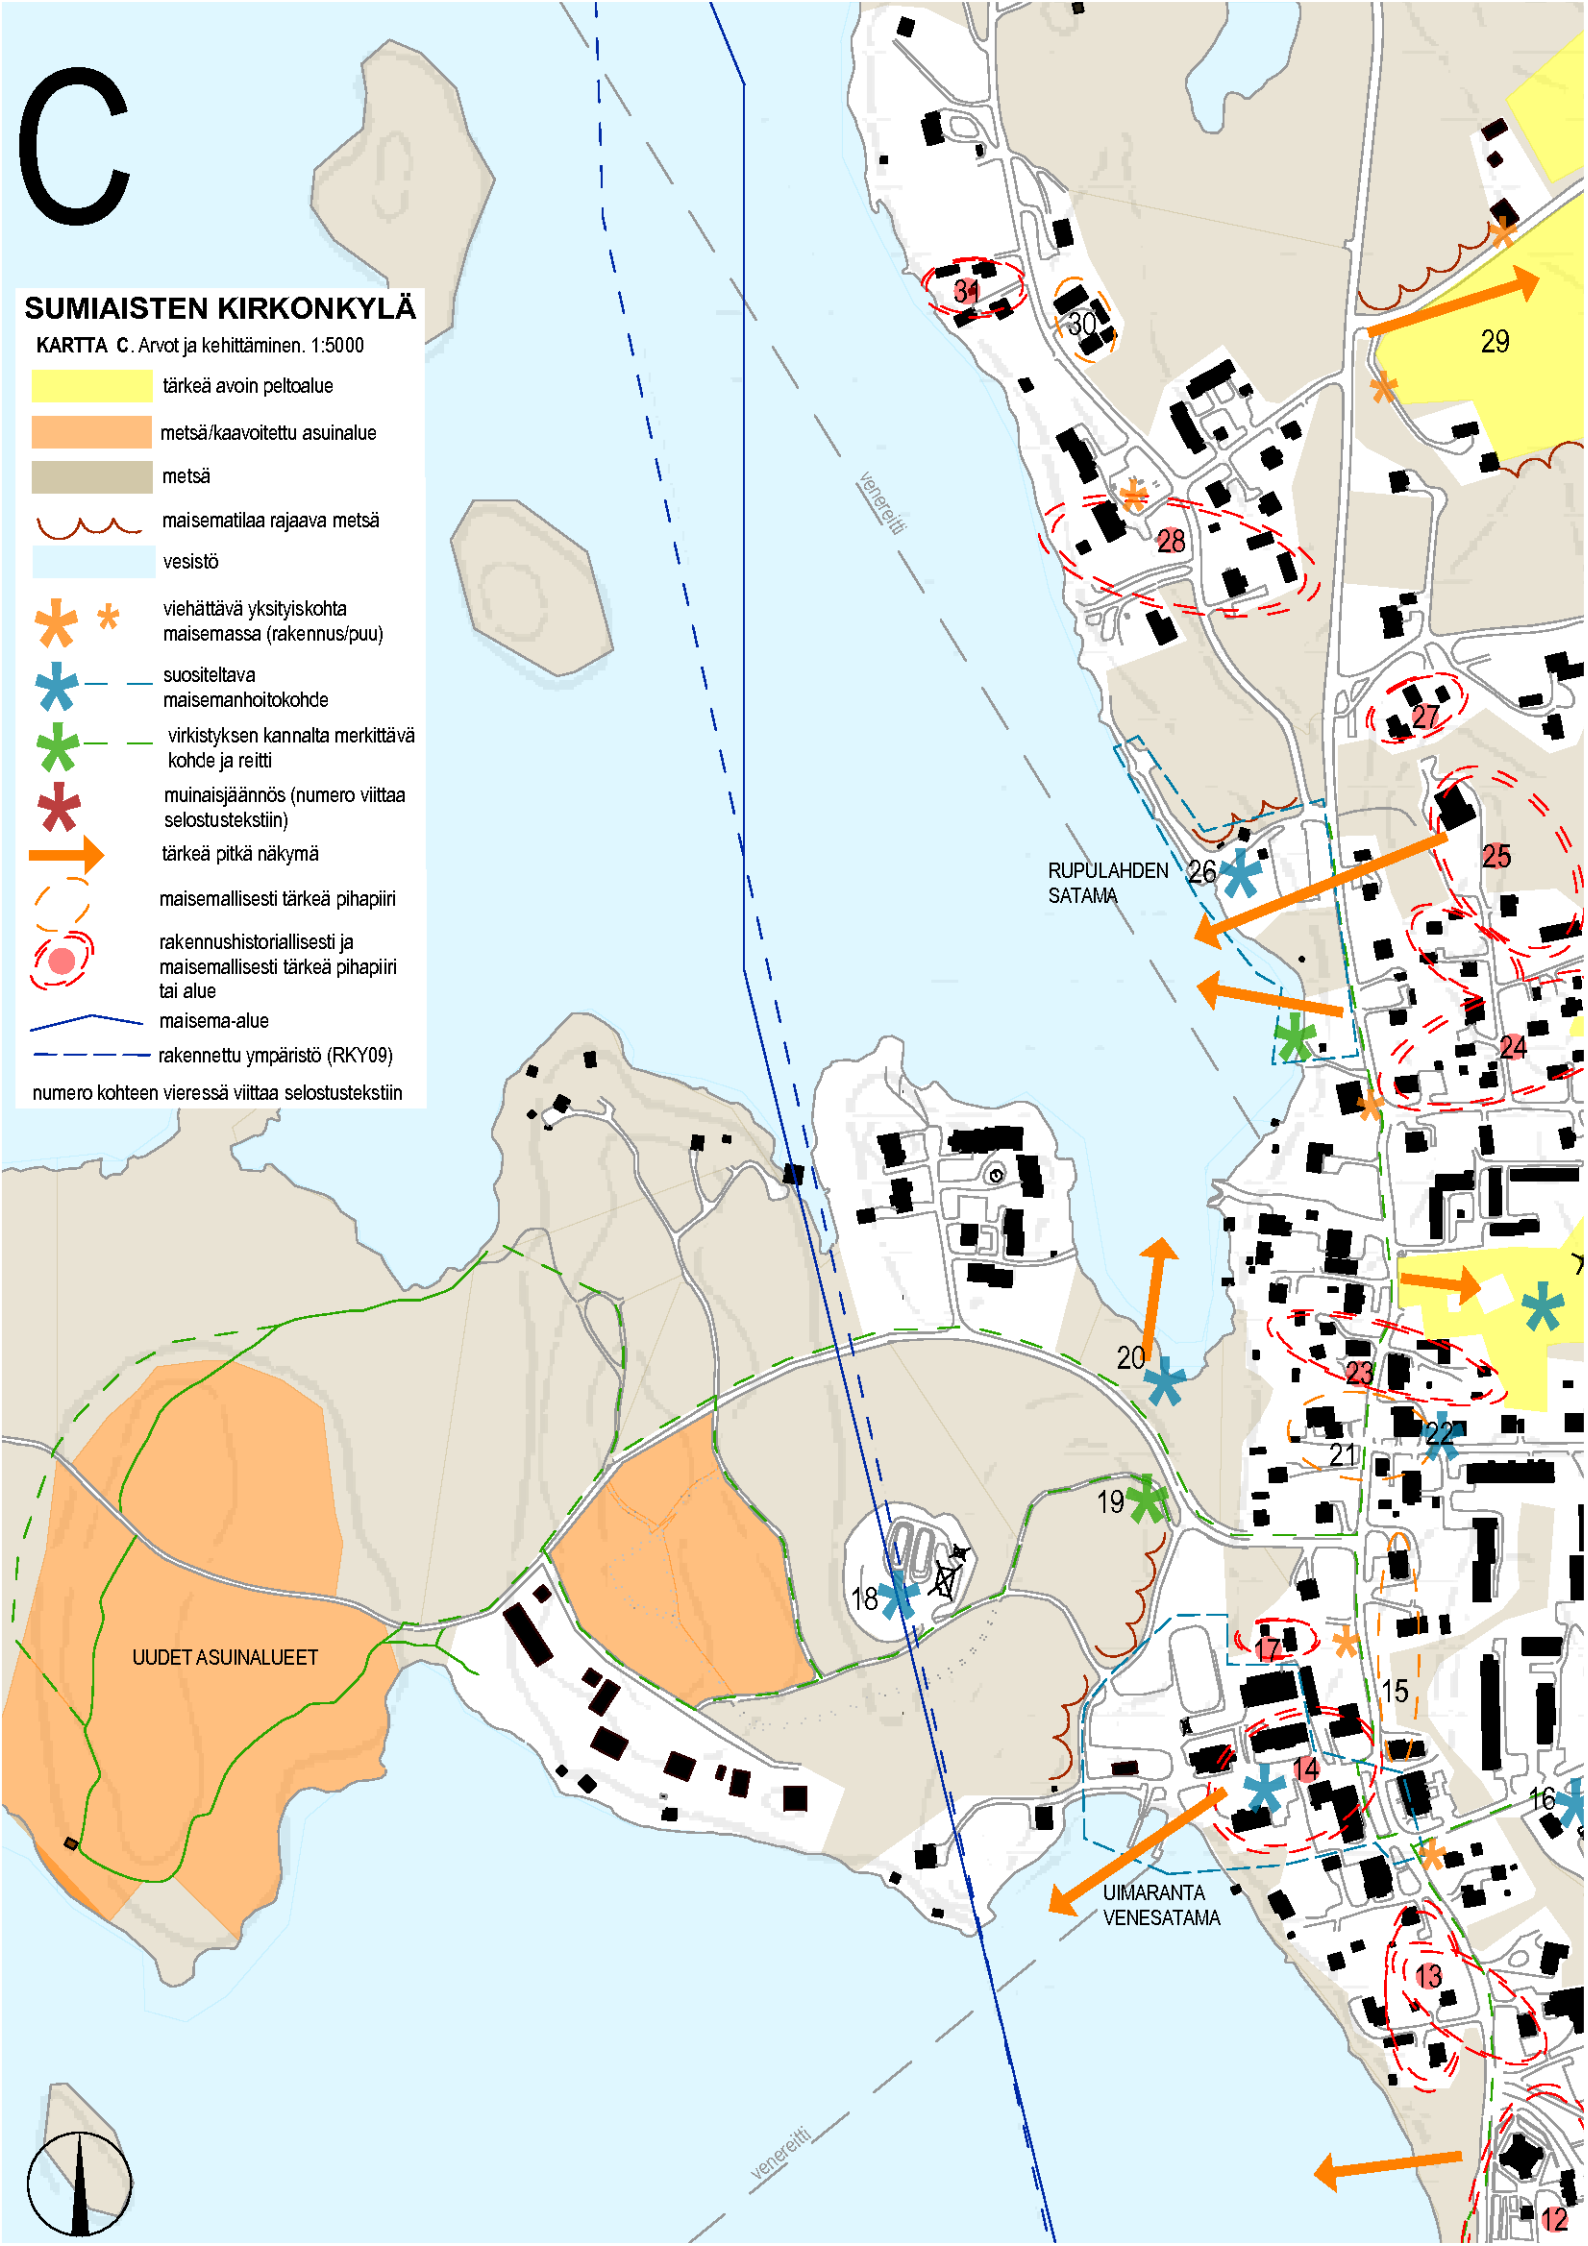 C
SUMIAISTEN KIRKONKYLÄ
KARTTA C. Arvot ja kehittäminen. 1:5000
tärkeä avoin peltoalue
metsä/kaavoitettu asuinalue
metsä
maisematilaa rajaava metsä
vesistö
viehättävä yksityiskohta
maisemassa (rakennus/puu)
suositeltava
maisemanhoitokohde
virkistyksen kannalta merkittävä
kohde ja reitti
muinaisjäännös (numero viittaa
selostustekstiin)
tärkeä pitkä näkymä
maisemallisesti tärkeä pihapiiri
rakennushistoriallisesti ja
maisemallisesti tärkeä pihapiiri
tai alue
maisema-alue
rakennettu ympäristö (RKY09)
numero kohteen vieressä viittaa selostustekstiin
31
30
29
venereitti
28
27
25
26
RUPULAHDEN
SATAMA
24
20
23
22
21
19
18
17
UUDET ASUINALUEET
15
14
16
UIMARANTA
VENESATAMA
13
venereitti
12